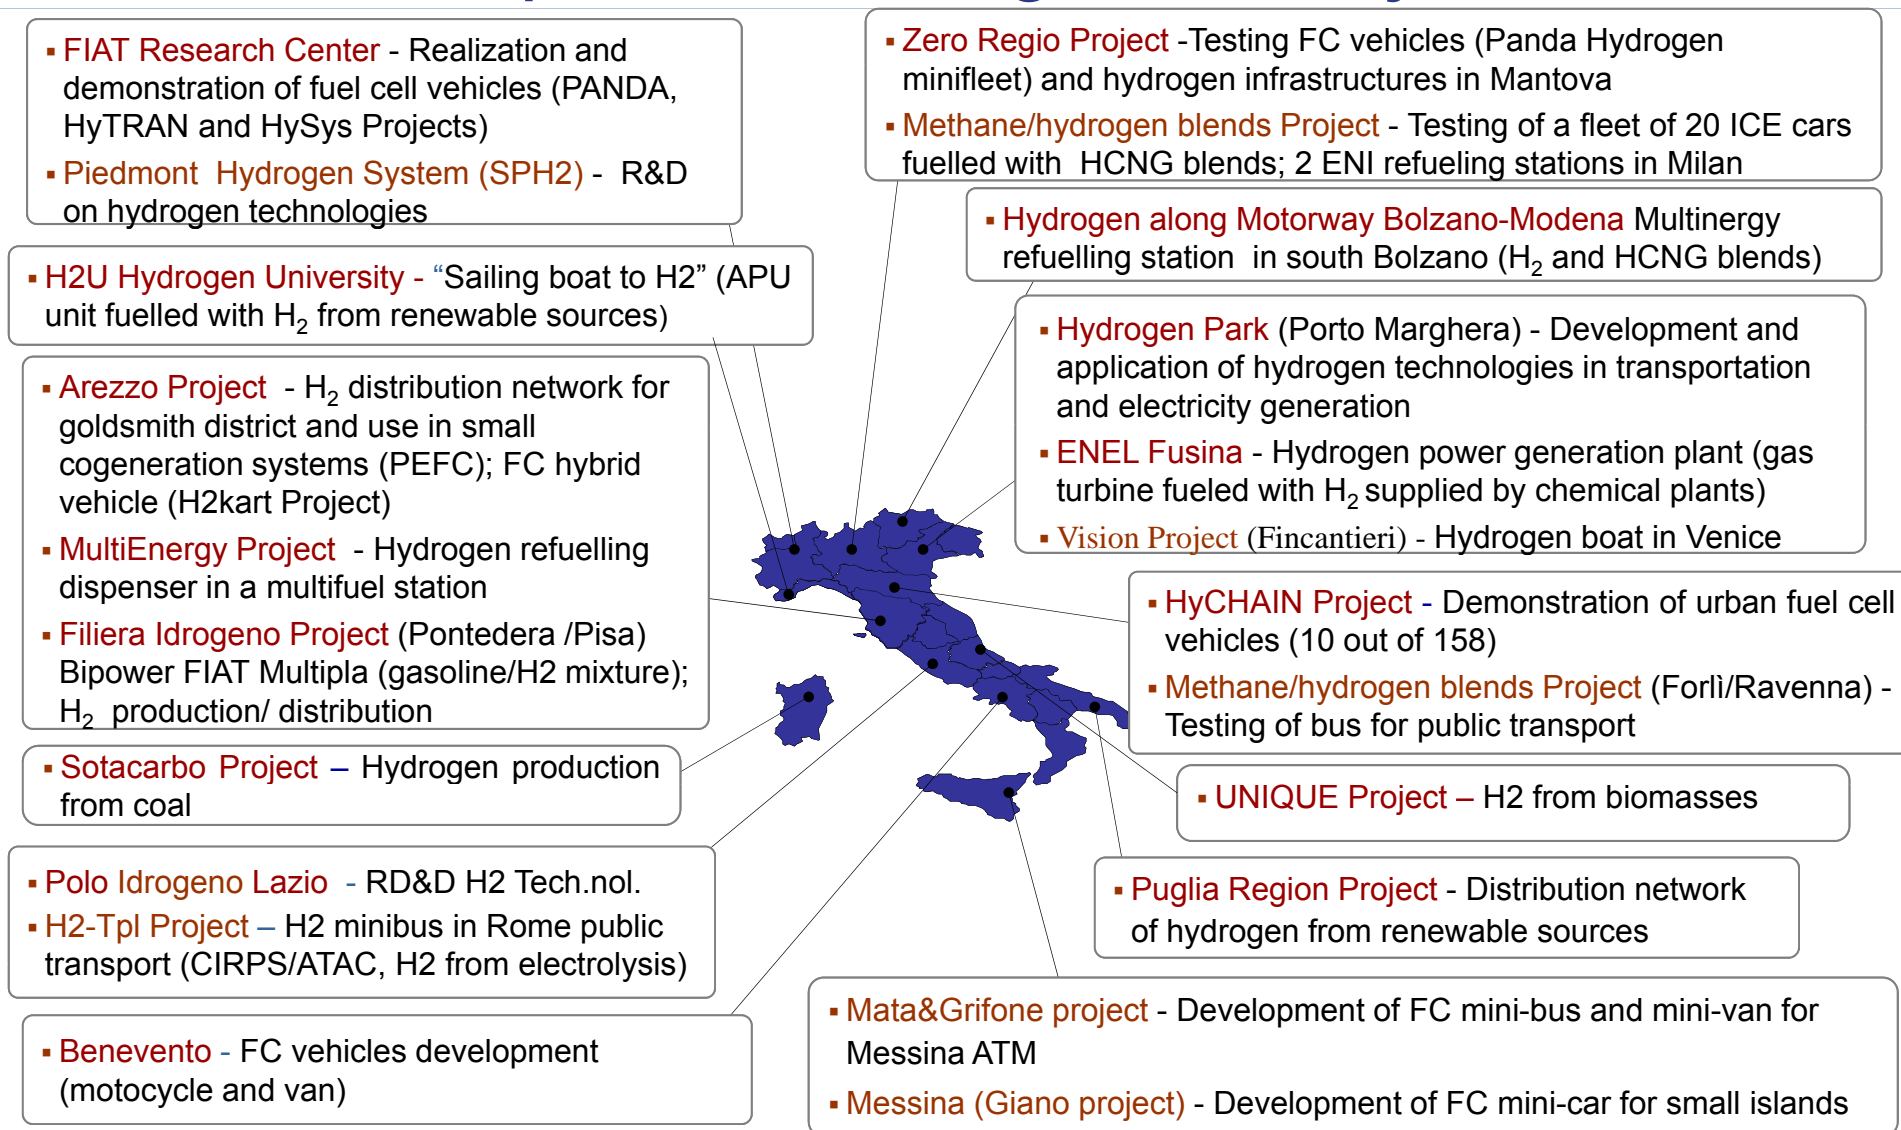 ▪ FIAT Research Center - Realization and
demonstration of fuel cell vehicles (PANDA,
HyTRAN and HySys Projects)
▪ Piedmont Hydrogen System (SPH2) - R&D
on hydrogen technologies
▪ H2U Hydrogen University - “Sailing boat to H2” (APU
unit fuelled with H₂ from renewable sources)
▪ Arezzo Project - H₂ distribution network for
goldsmith district and use in small
cogeneration systems (PEFC); FC hybrid
vehicle (H2kart Project)
▪ MultiEnergy Project - Hydrogen refuelling
dispenser in a multifuel station
▪ Filiera Idrogeno Project (Pontedera /Pisa)
Bipower FIAT Multipla (gasoline/H2 mixture);
H₂ production/ distribution
▪ Sotacarbo Project – Hydrogen production
from coal
▪ Polo Idrogeno Lazio - RD&D H2 Tech.nol.
▪ H2-Tpl Project – H2 minibus in Rome public
transport (CIRPS/ATAC, H2 from electrolysis)
▪ Benevento - FC vehicles development
(motocycle and van)
▪ Zero Regio Project -Testing FC vehicles (Panda Hydrogen
minifleet) and hydrogen infrastructures in Mantova
▪ Methane/hydrogen blends Project - Testing of a fleet of 20 ICE cars
fuelled with HCNG blends; 2 ENI refueling stations in Milan
▪ Hydrogen along Motorway Bolzano-Modena Multinergy
refuelling station in south Bolzano (H₂ and HCNG blends)
▪ Hydrogen Park (Porto Marghera) - Development and
application of hydrogen technologies in transportation
and electricity generation
▪ ENEL Fusina - Hydrogen power generation plant (gas
turbine fueled with H₂ supplied by chemical plants)
▪ Vision Project (Fincantieri) - Hydrogen boat in Venice
▪ HyCHAIN Project - Demonstration of urban fuel cell
vehicles (10 out of 158)
▪ Methane/hydrogen blends Project (Forlì/Ravenna) -
Testing of bus for public transport
▪ UNIQUE Project – H2 from biomasses
▪ Puglia Region Project - Distribution network
of hydrogen from renewable sources
▪ Mata&Grifone project - Development of FC mini-bus and mini-van for
Messina ATM
▪ Messina (Giano project) - Development of FC mini-car for small islands